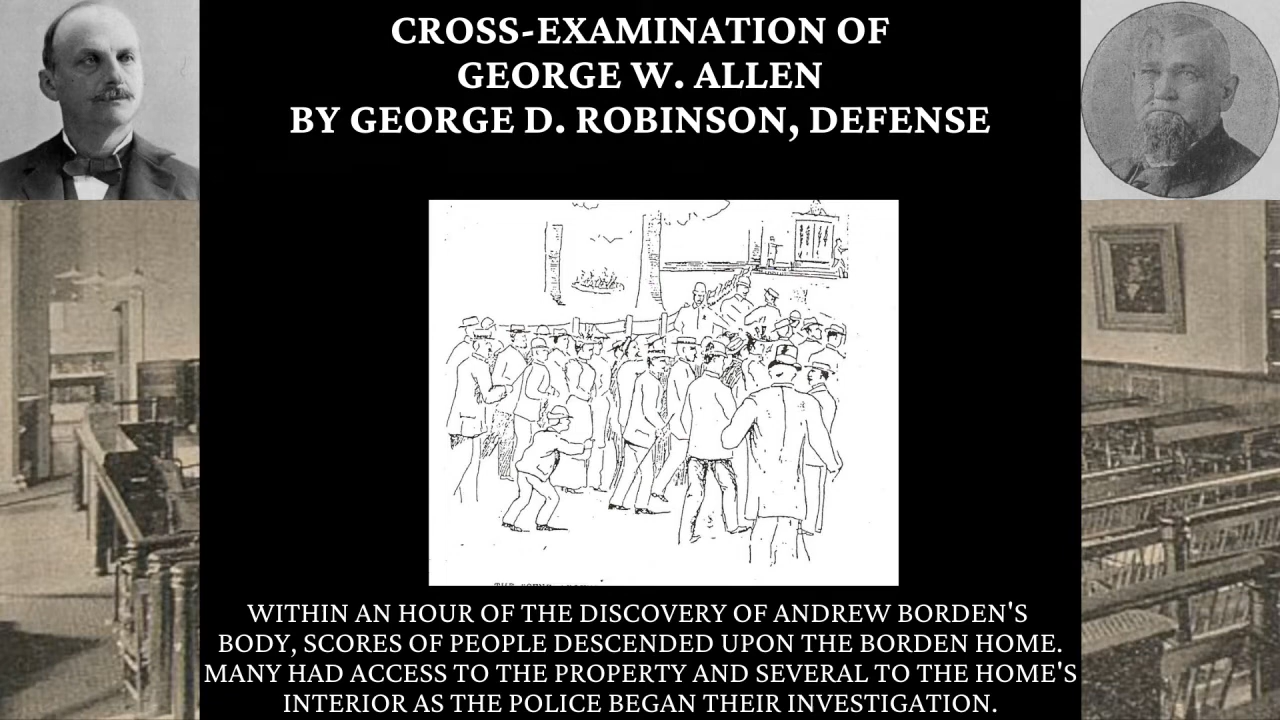 CROSS-EXAMINATION OF
GEORGE W. ALLEN
BY GEORGE D. ROBINSON, DEFENSE
WITHIN AN HOUR OF THE DISCOVERY OF ANDREW BORDEN'S
BODY, SCORES OF PEOPLE DESCENDED UPON THE BORDEN HOME.
MANY HAD ACCESS TO THE PROPERTY AND SEVERAL TO THE HOME'S
INTERIOR AS THE POLICE BEGAN THEIR INVESTIGATION.